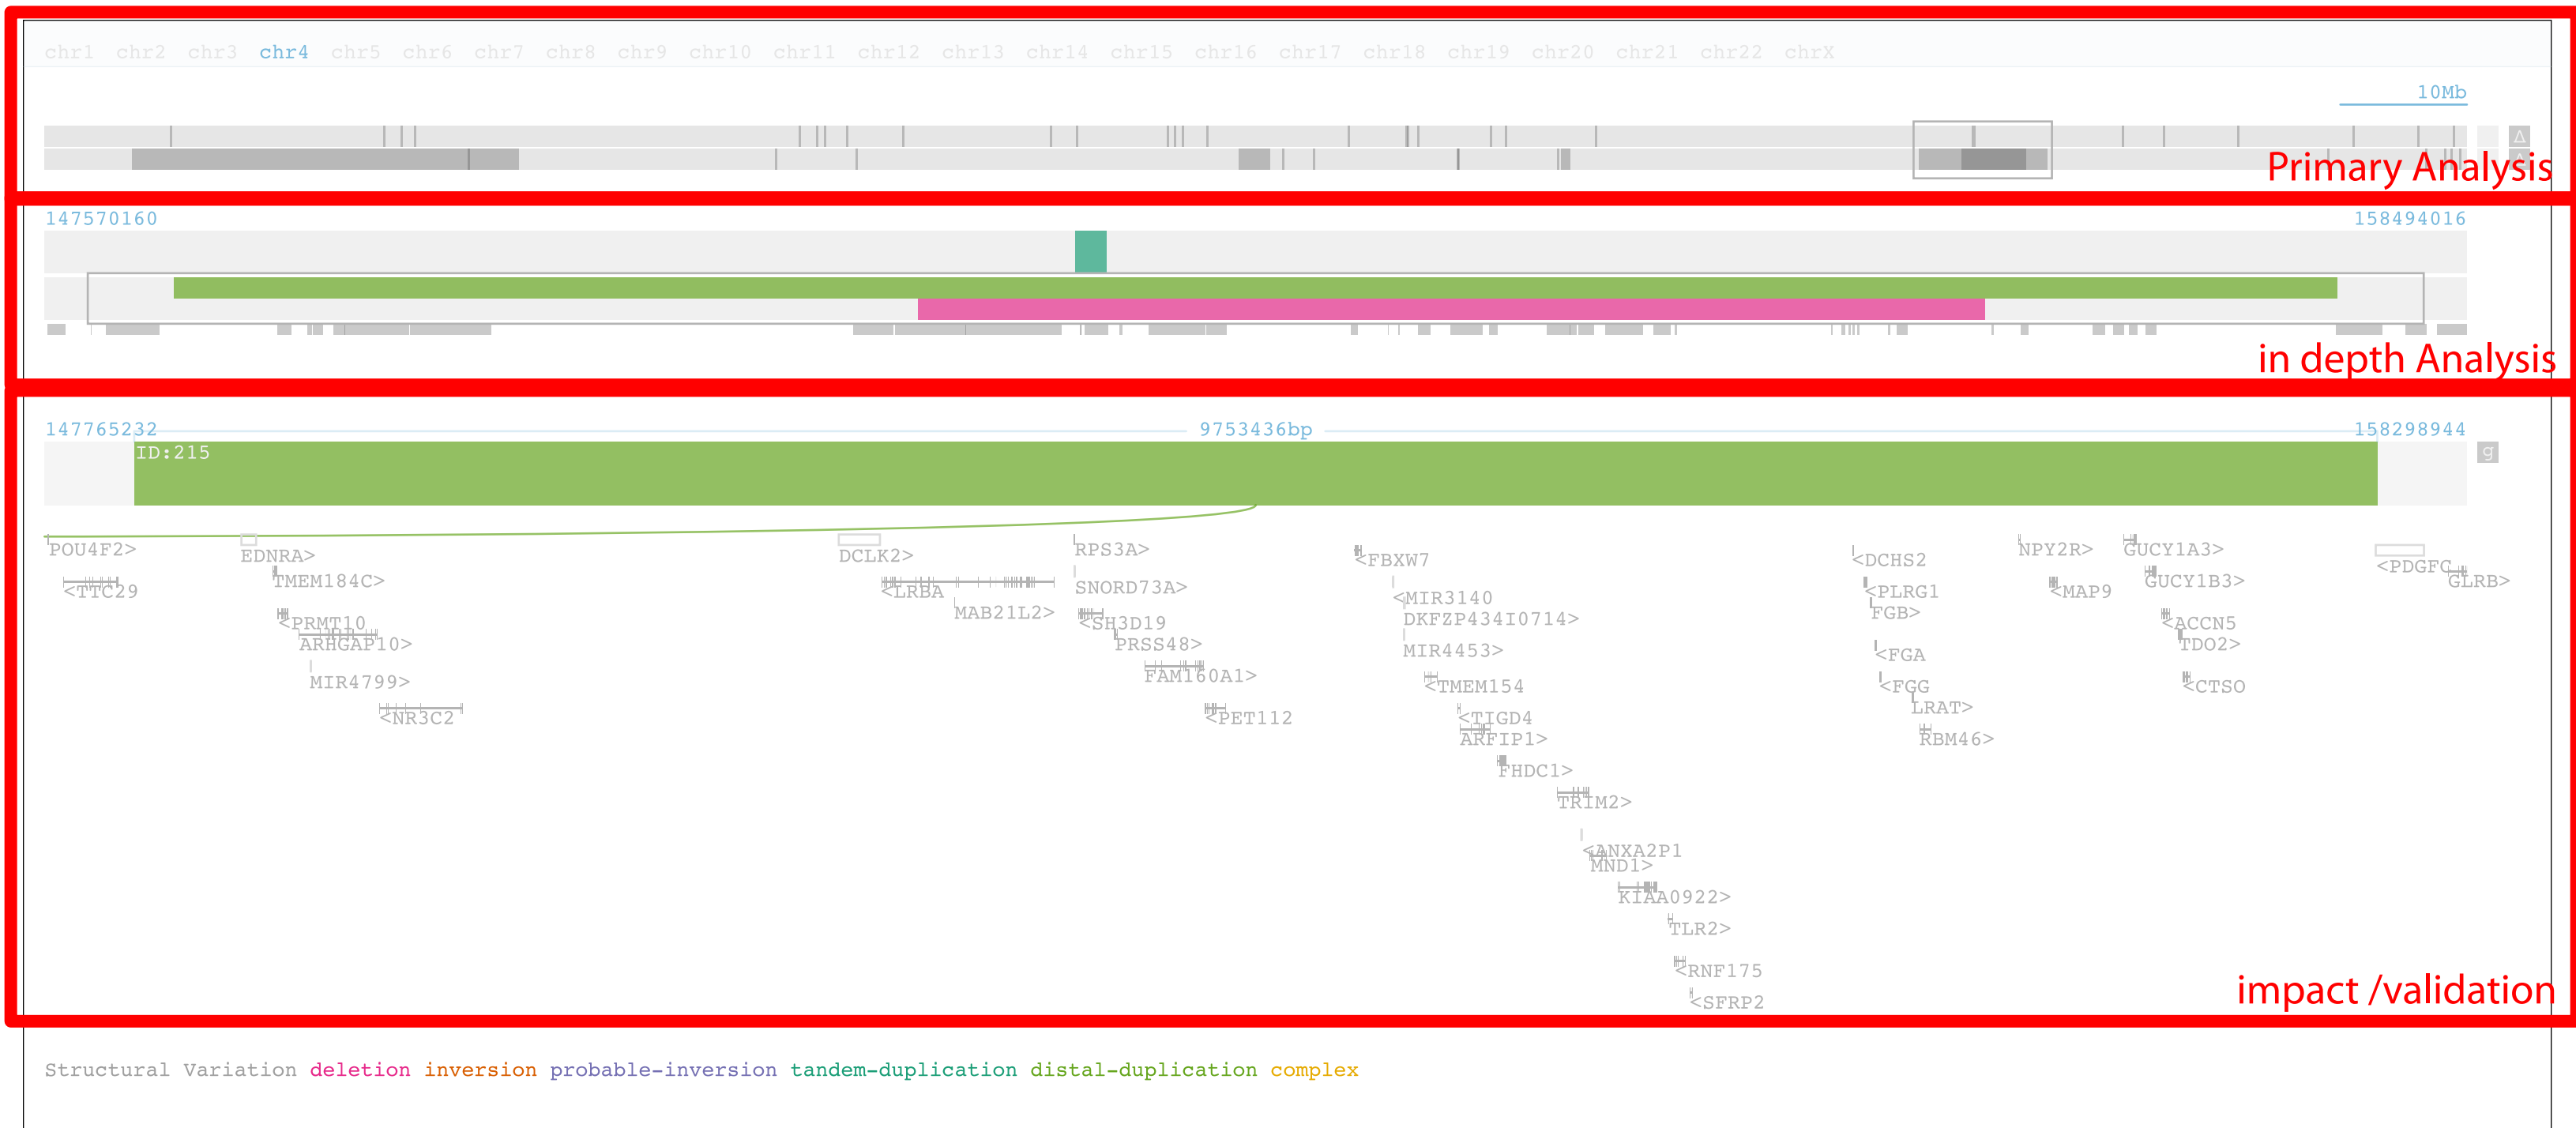 chr1 chr2 chr3 chr4 chr5 chr6 chr7 chr8 chr9 chr10 chr11 chr12 chr13 chr14 chr15 chr16 chr17 chr18 chr19 chr20 chr21 chr22 chrX
10Mb
Δ
Primary Analysis
147570160 158494016
in depth Analysis
147765232 9753436bp 158298944
ID:215 g
POU4F2> EDNRA> DCLK2> RPS3A> <FBXW7 <DCHS2 NPY2R> GUCY1A3> <PDGFC
<TTC29 TMEM184C> <LRBA SNORD73A> <MIR3140 <PLRG1 <MAP9 GUCY1B3> GLRB>
<PRMT10 MAB21L2> <SH3D19 DKFZP434I0714> FGB> <ACCN5
ARHGAP10> PRSS48> MIR4453> <FGA TDO2>
MIR4799> FAM160A1> <TMEM154 <FGG <CTSO
<NR3C2 <PET112 <TIGD4 LRAT>
ARFIP1> RBM46>
FHDC1>
TRIM2>
<ANXA2P1
MND1>
KIAA0922>
TLR2>
<RNF175
<SFRP2
impact /validation
Structural Variation deletion inversion probable-inversion tandem-duplication distal-duplication complex